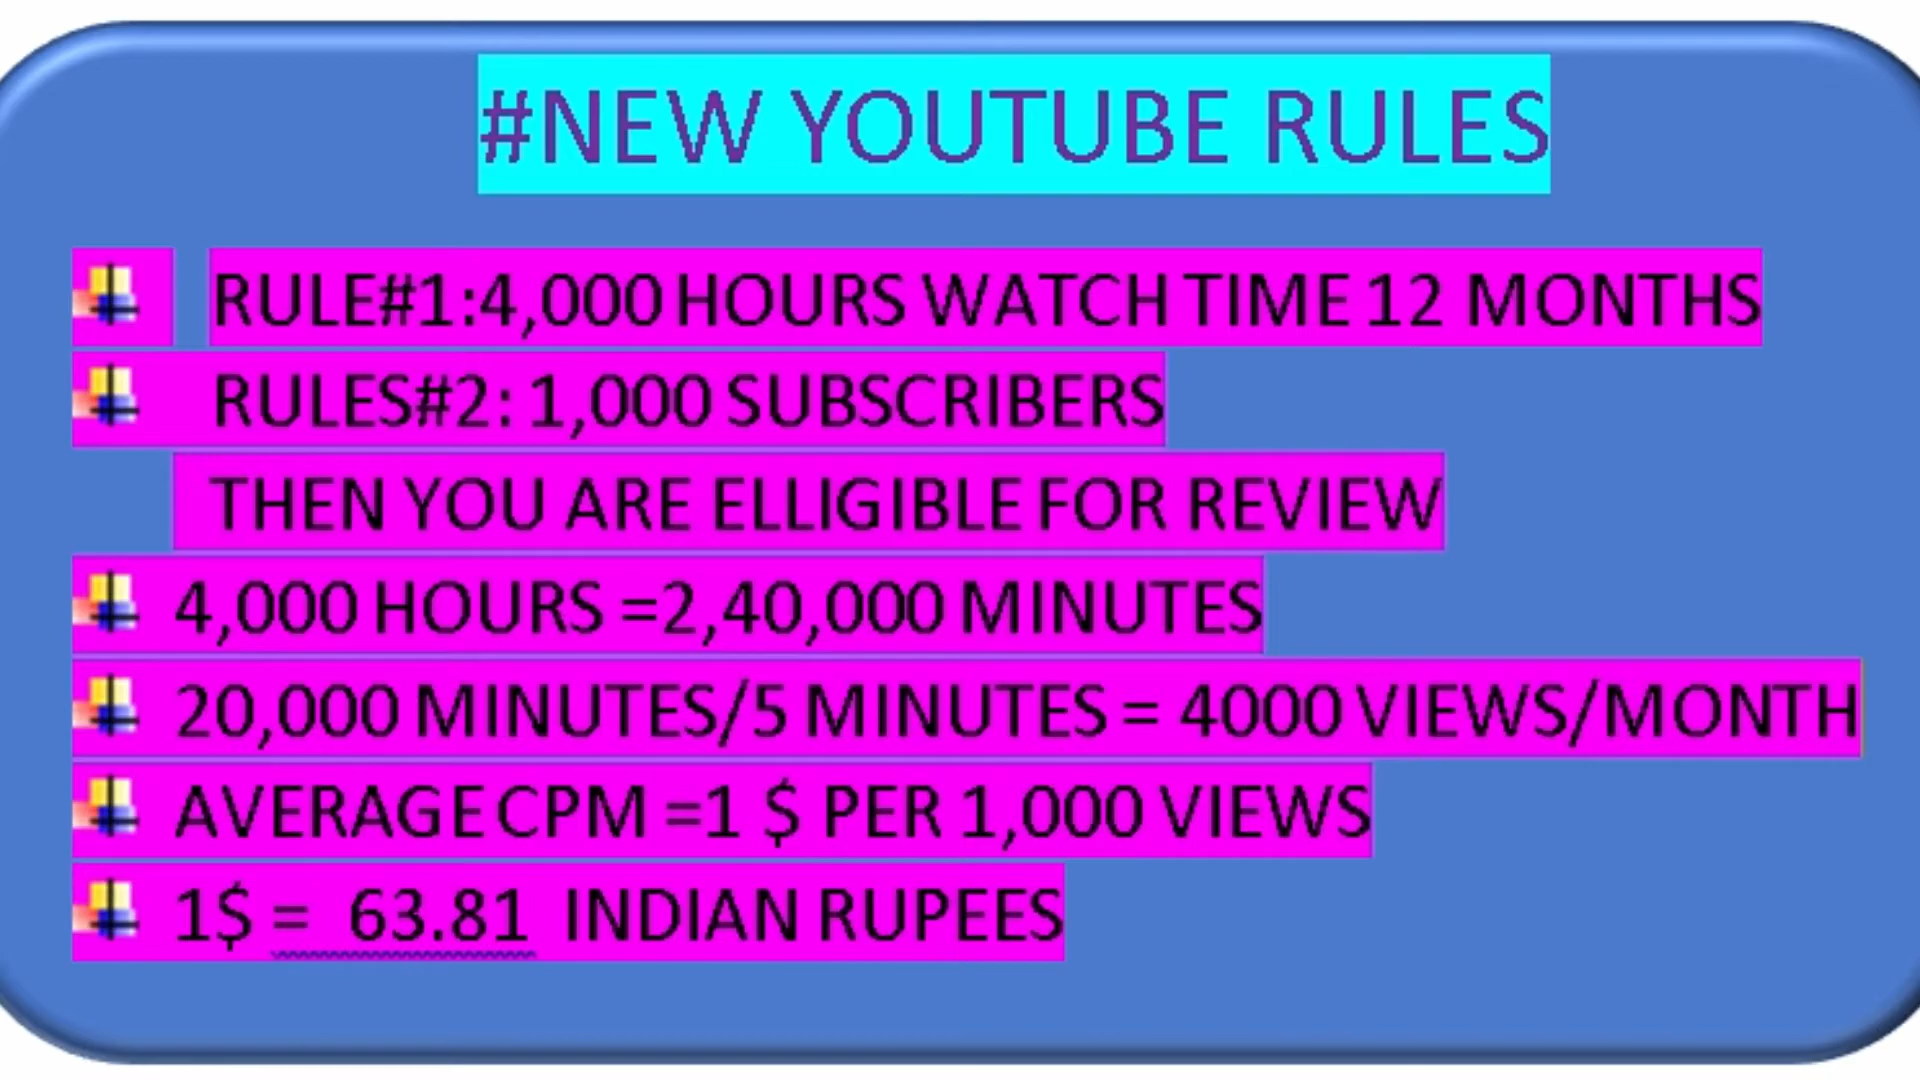 #NEW YOUTUBE RULES
RULE#1:4,000 HOURS WATCH TIME 12 MONTHS
RULES#2: 1,000 SUBSCRIBERS
THEN YOU ARE ELLIGIBLE FOR REVIEW
4,000 HOURS =2,40,000 MINUTES
20,000 MINUTES/5 MINUTES = 4000 VIEWS/MONTH
AVERAGE CPM =1 $ PER 1,000 VIEWS
1$ = 63.81 INDIAN RUPEES